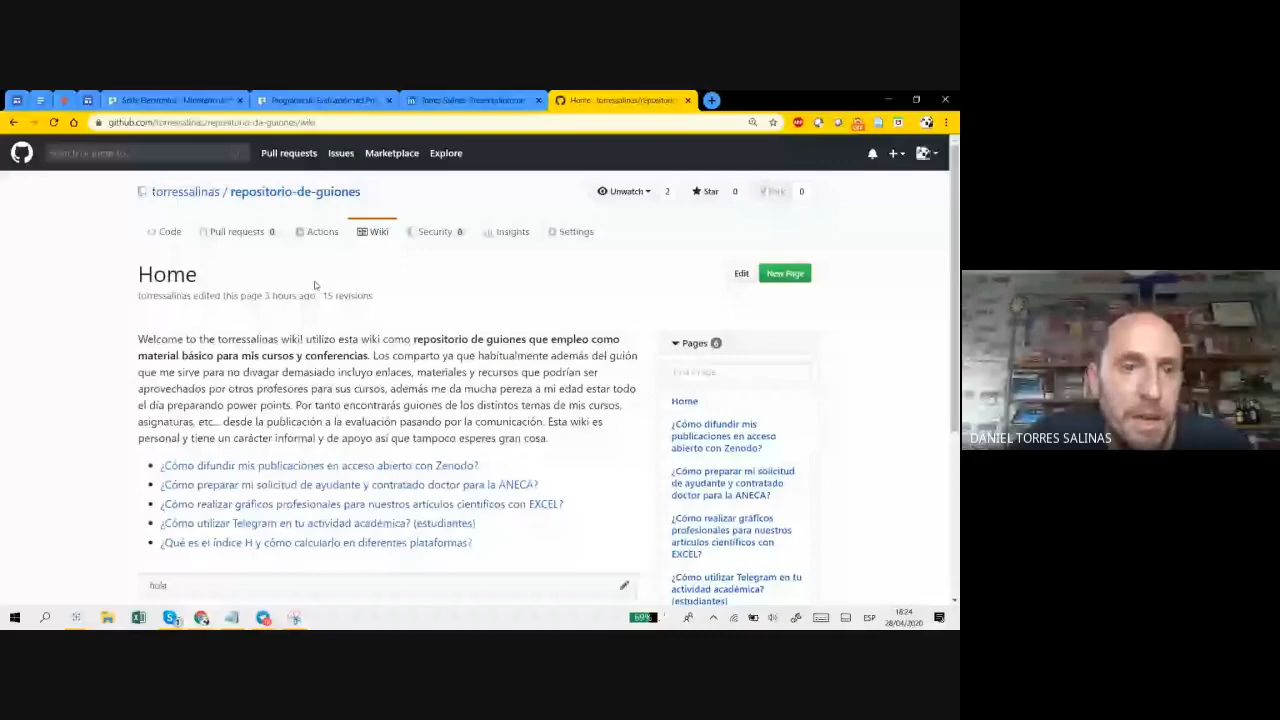 Home · torressalinas/repositorio
github.com/torressalinas/repositorio-de-guiones/wiki
Search or jump to...
Pull requests
Issues
Marketplace
Explore
torressalinas / repositorio-de-guiones
Unwatch 2
Star 0
Fork 0
Code
Pull requests 0
Actions
Wiki
Security 0
Insights
Settings
Home
Edit
New Page
torressalinas edited this page 3 hours ago · 15 revisions
Welcome to the torressalinas wiki! utilizo esta wiki como repositorio de guiones que empleo como
material básico para mis cursos y conferencias. Los comparto ya que habitualmente además del guión
que me sirve para no divagar demasiado incluyo enlaces, materiales y recursos que podrían ser
aprovechados por otros profesores para sus cursos, además me da mucha pereza a mi edad estar todo
el día preparando power points. Por tanto encontrarás guiones de los distintos temas de mis cursos,
asignaturas, etc... desde la publicación a la evaluación pasando por la comunicación. Esta wiki es
personal y tiene un carácter informal y de apoyo así que tampoco esperes gran cosa.
• ¿Cómo difundir mis publicaciones en acceso abierto con Zenodo?
• ¿Cómo preparar mi solicitud de ayudante y contratado doctor para la ANECA?
• ¿Cómo realizar gráficos profesionales para nuestros artículos científicos con EXCEL?
• ¿Cómo utilizar Telegram en tu actividad académica? (estudiantes)
• ¿Qué es el índice H y cómo calcularlo en diferentes plataformas?
hola
Pages 6
Find a Page...
Home
¿Cómo difundir mis
publicaciones en acceso
abierto con Zenodo?
¿Cómo preparar mi solicitud
de ayudante y contratado
doctor para la ANECA?
¿Cómo realizar gráficos
profesionales para nuestros
artículos científicos con
EXCEL?
¿Cómo utilizar Telegram en tu
actividad académica?
(estudiantes)
69%
ESP
18:24
28/04/2020
DANIEL TORRES SALINAS